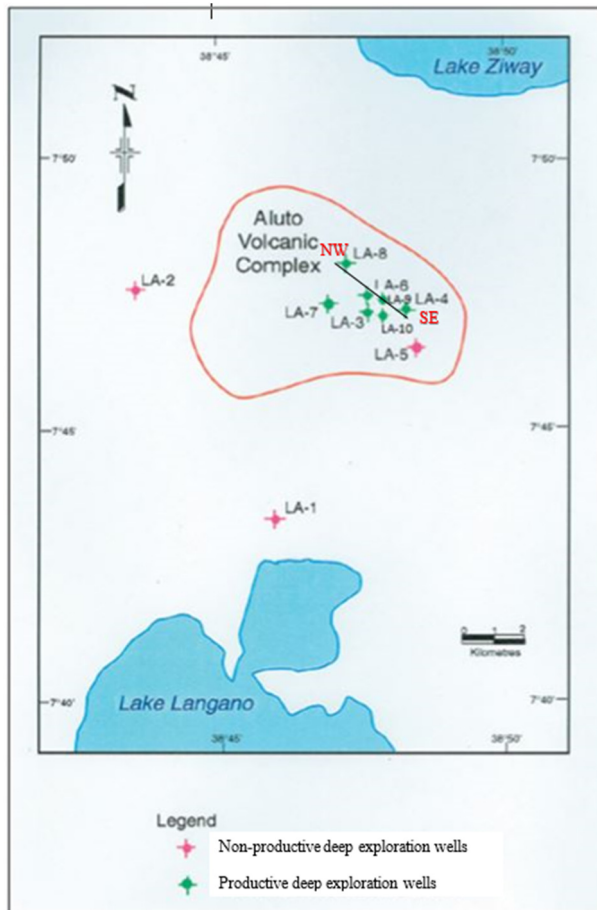 38°45'
38°50'
Lake Ziway
N
7°50'
7°50'
Aluto
Volcanic
Complex
NW
LA-8
LA-2
LA-6
LA-9
LA-4
LA-7
LA-3
LA-10
SE
LA-5
7°45'
7°45'
LA-1
0 1 2
Kilometres
7°40'
7°40'
Lake Langano
38°45'
38°50'
Legend
Non-productive deep exploration wells
Productive deep exploration wells